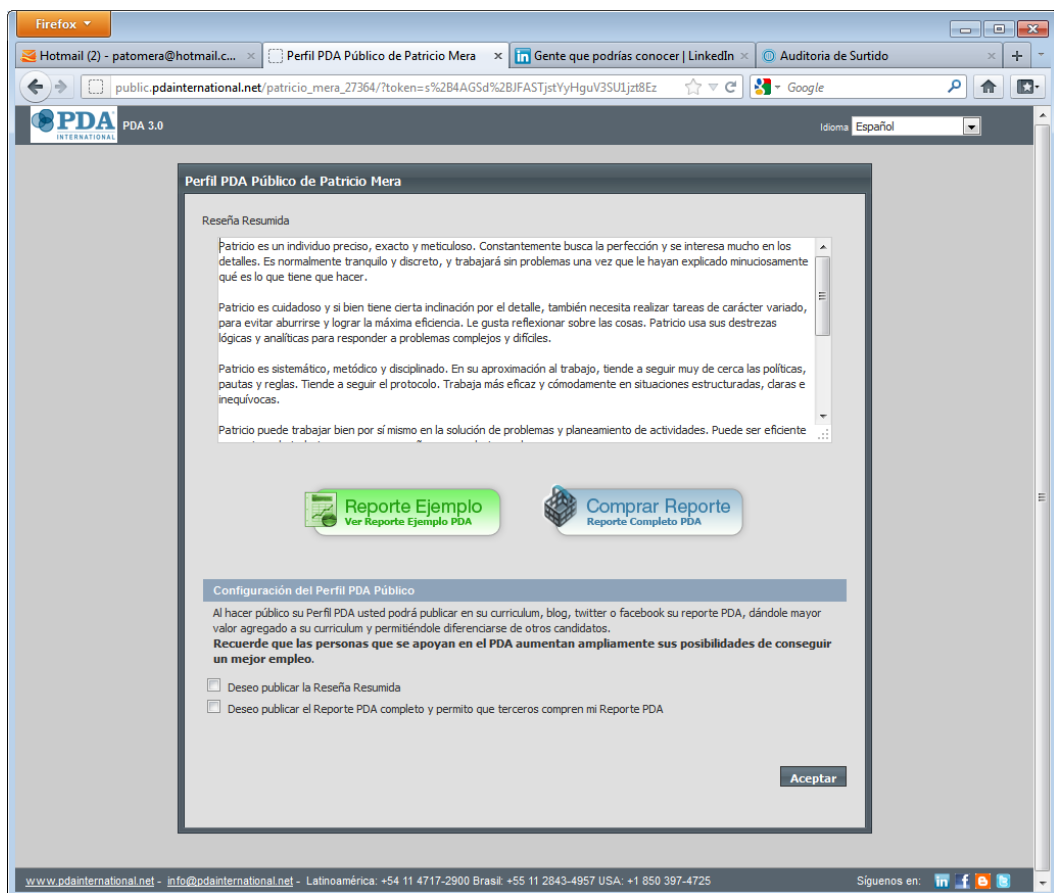 Firefox
Hotmail (2) - patomera@hotmail.c...
Perfil PDA Público de Patricio Mera
Gente que podrías conocer | LinkedIn
Auditoria de Surtido
public.pdainternational.net/patricio_mera_27364/?token=s%2B4AGSd%2BJFASTjstYyHguV3SU1jzt8Ez
Google
PDA INTERNATIONAL
PDA 3.0
Idioma Español
Perfil PDA Público de Patricio Mera
Reseña Resumida
Patricio es un individuo preciso, exacto y meticuloso. Constantemente busca la perfección y se interesa mucho en los
detalles. Es normalmente tranquilo y discreto, y trabajará sin problemas una vez que le hayan explicado minuciosamente
qué es lo que tiene que hacer.
Patricio es cuidadoso y si bien tiene cierta inclinación por el detalle, también necesita realizar tareas de carácter variado,
para evitar aburrirse y lograr la máxima eficiencia. Le gusta reflexionar sobre las cosas. Patricio usa sus destrezas
lógicas y analíticas para responder a problemas complejos y difíciles.
Patricio es sistemático, metódico y disciplinado. En su aproximación al trabajo, tiende a seguir muy de cerca las políticas,
pautas y reglas. Tiende a seguir el protocolo. Trabaja más eficaz y cómodamente en situaciones estructuradas, claras e
inequívocas.
Patricio puede trabajar bien por sí mismo en la solución de problemas y planeamiento de actividades. Puede ser eficiente
Reporte Ejemplo
Ver Reporte Ejemplo PDA
Comprar Reporte
Reporte Completo PDA
Configuración del Perfil PDA Público
Al hacer público su Perfil PDA usted podrá publicar en su curriculum, blog, twitter o facebook su reporte PDA, dándole mayor
valor agregado a su curriculum y permitiéndole diferenciarse de otros candidatos.
Recuerde que las personas que se apoyan en el PDA aumentan ampliamente sus posibilidades de conseguir
un mejor empleo.
Deseo publicar la Reseña Resumida
Deseo publicar el Reporte PDA completo y permito que terceros compren mi Reporte PDA
Aceptar
www.pdainternational.net - info@pdainternational.net - Latinoamérica: +54 11 4717-2900 Brasil: +55 11 2843-4957 USA: +1 850 397-4725
Síguenos en: